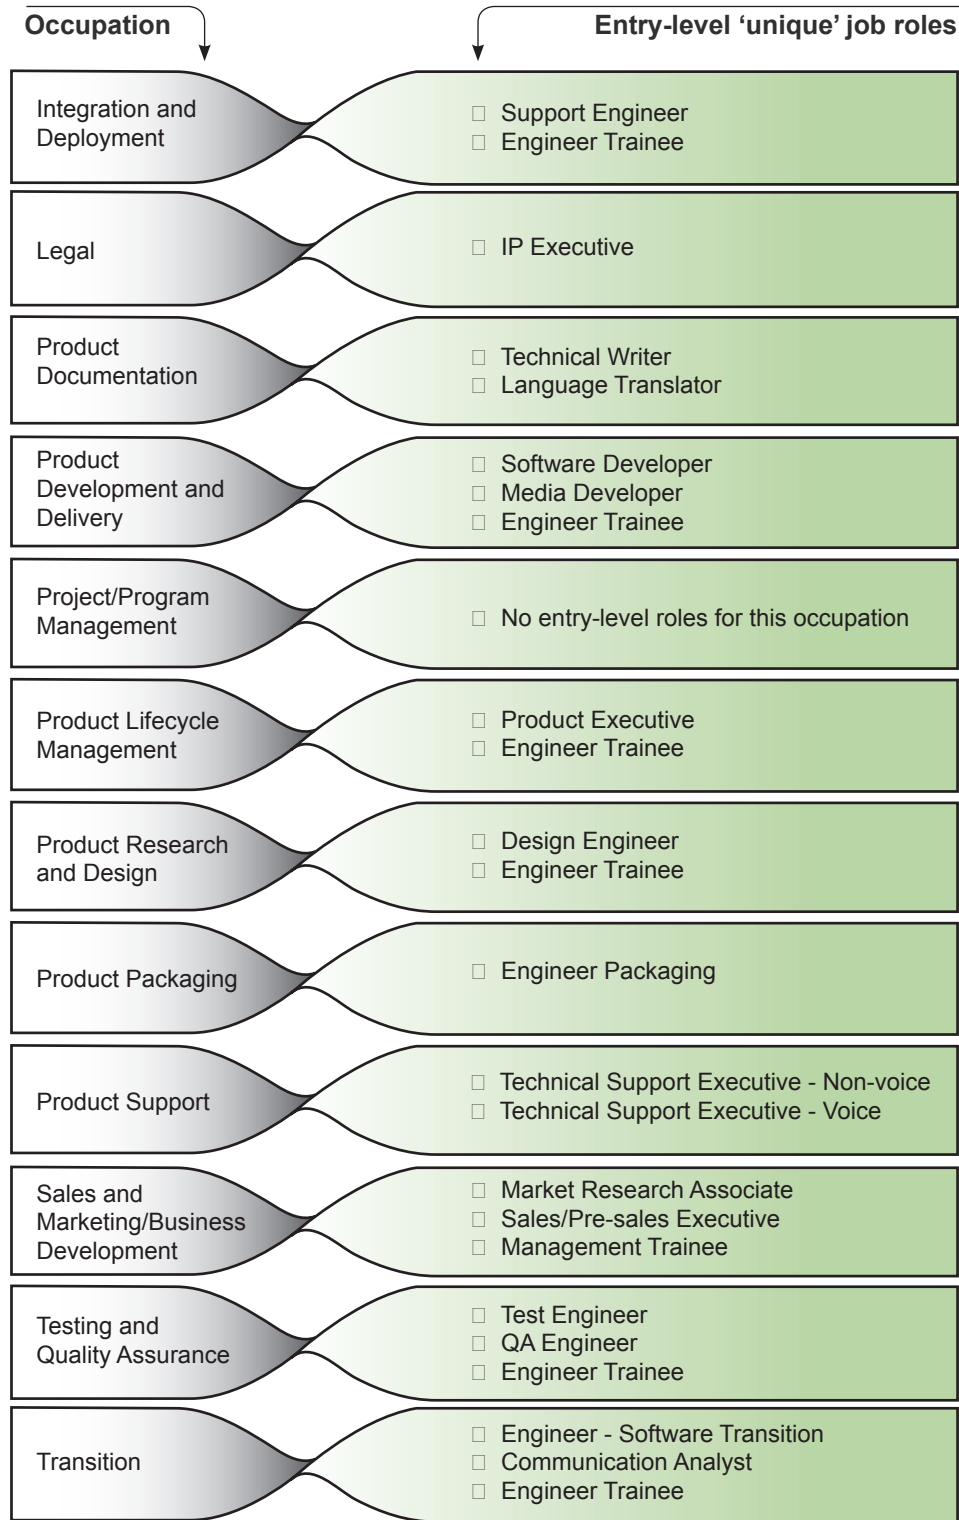 Occupation
Entry-level ‘unique’ job roles
Integration and
Deployment
Support Engineer
Engineer Trainee
Legal
IP Executive
Product
Documentation
Technical Writer
Language Translator
Product
Development and
Delivery
Software Developer
Media Developer
Engineer Trainee
Project/Program
Management
No entry-level roles for this occupation
Product Lifecycle
Management
Product Executive
Engineer Trainee
Product Research
and Design
Design Engineer
Engineer Trainee
Product Packaging
Engineer Packaging
Product Support
Technical Support Executive - Non-voice
Technical Support Executive - Voice
Sales and
Marketing/Business
Development
Market Research Associate
Sales/Pre-sales Executive
Management Trainee
Testing and
Quality Assurance
Test Engineer
QA Engineer
Engineer Trainee
Transition
Engineer - Software Transition
Communication Analyst
Engineer Trainee